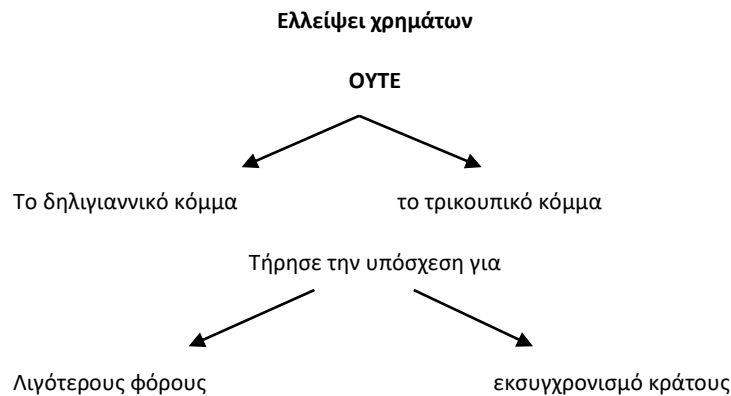 Ελλείψει χρημάτων
ΟΥΤΕ
Το δηλιγιαννικό κόμμα το τρικουπικό κόμμα
Τήρησε την υπόσχεση για
Λιγότερους φόρους εκσυγχρονισμό κράτους